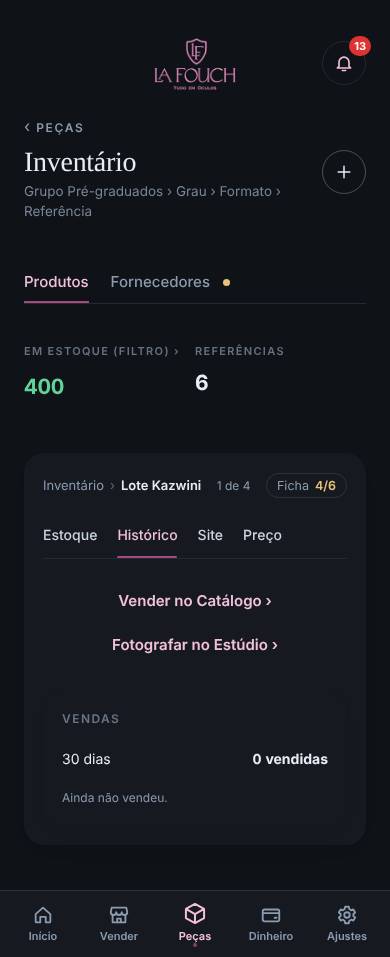 LF
LA FOUCH
TUDO EM ÓCULOS
13
‹ PEÇAS
Inventário
Grupo Pré-graduados › Grau › Formato ›
Referência
+
Produtos Fornecedores
EM ESTOQUE (FILTRO) › REFERÊNCIAS
400 6
Inventário › Lote Kazwini 1 de 4 Ficha 4/6
Estoque Histórico Site Preço
Vender no Catálogo ›
Fotografar no Estúdio ›
VENDAS
30 dias 0 vendidas
Ainda não vendeu.
Início Vender Peças Dinheiro Ajustes